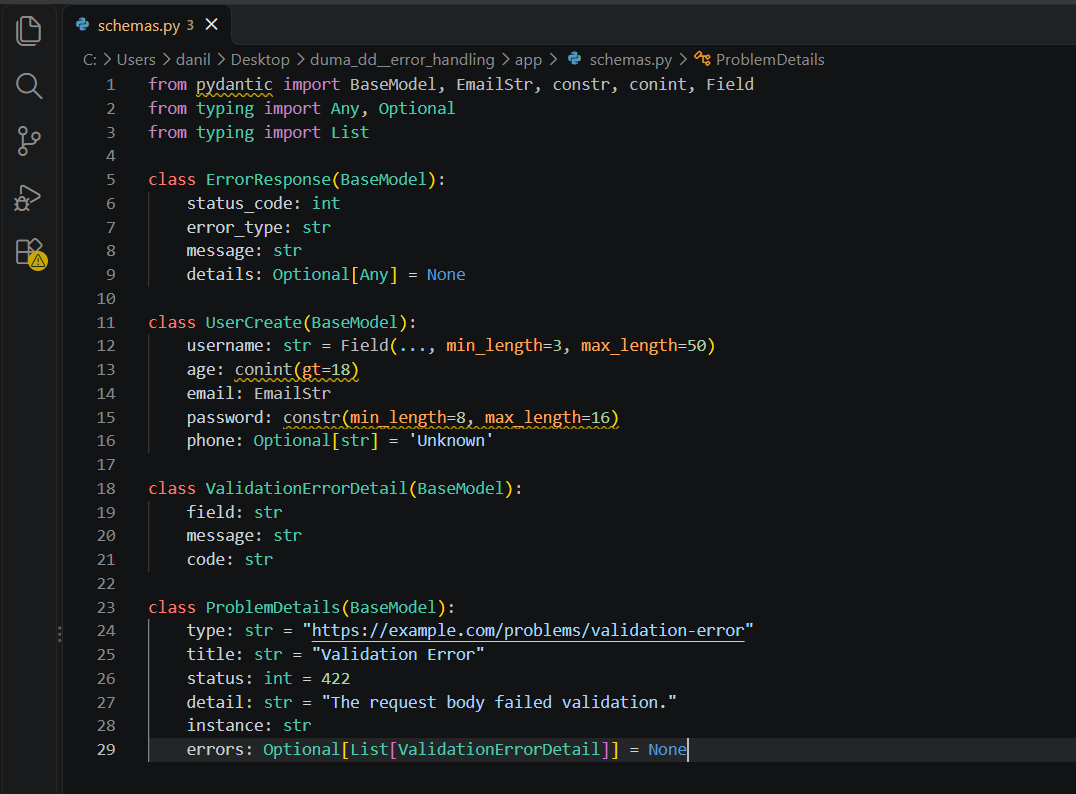 schemas.py 3
C: > Users > danil > Desktop > duma_dd__error_handling > app > schemas.py > ProblemDetails
1 from pydantic import BaseModel, EmailStr, constr, conint, Field
2 from typing import Any, Optional
3 from typing import List
4
5 class ErrorResponse(BaseModel):
6     status_code: int
7     error_type: str
8     message: str
9     details: Optional[Any] = None
10
11 class UserCreate(BaseModel):
12     username: str = Field(..., min_length=3, max_length=50)
13     age: conint(gt=18)
14     email: EmailStr
15     password: constr(min_length=8, max_length=16)
16     phone: Optional[str] = 'Unknown'
17
18 class ValidationErrorDetail(BaseModel):
19     field: str
20     message: str
21     code: str
22
23 class ProblemDetails(BaseModel):
24     type: str = "https://example.com/problems/validation-error"
25     title: str = "Validation Error"
26     status: int = 422
27     detail: str = "The request body failed validation."
28     instance: str
29     errors: Optional[List[ValidationErrorDetail]] = None